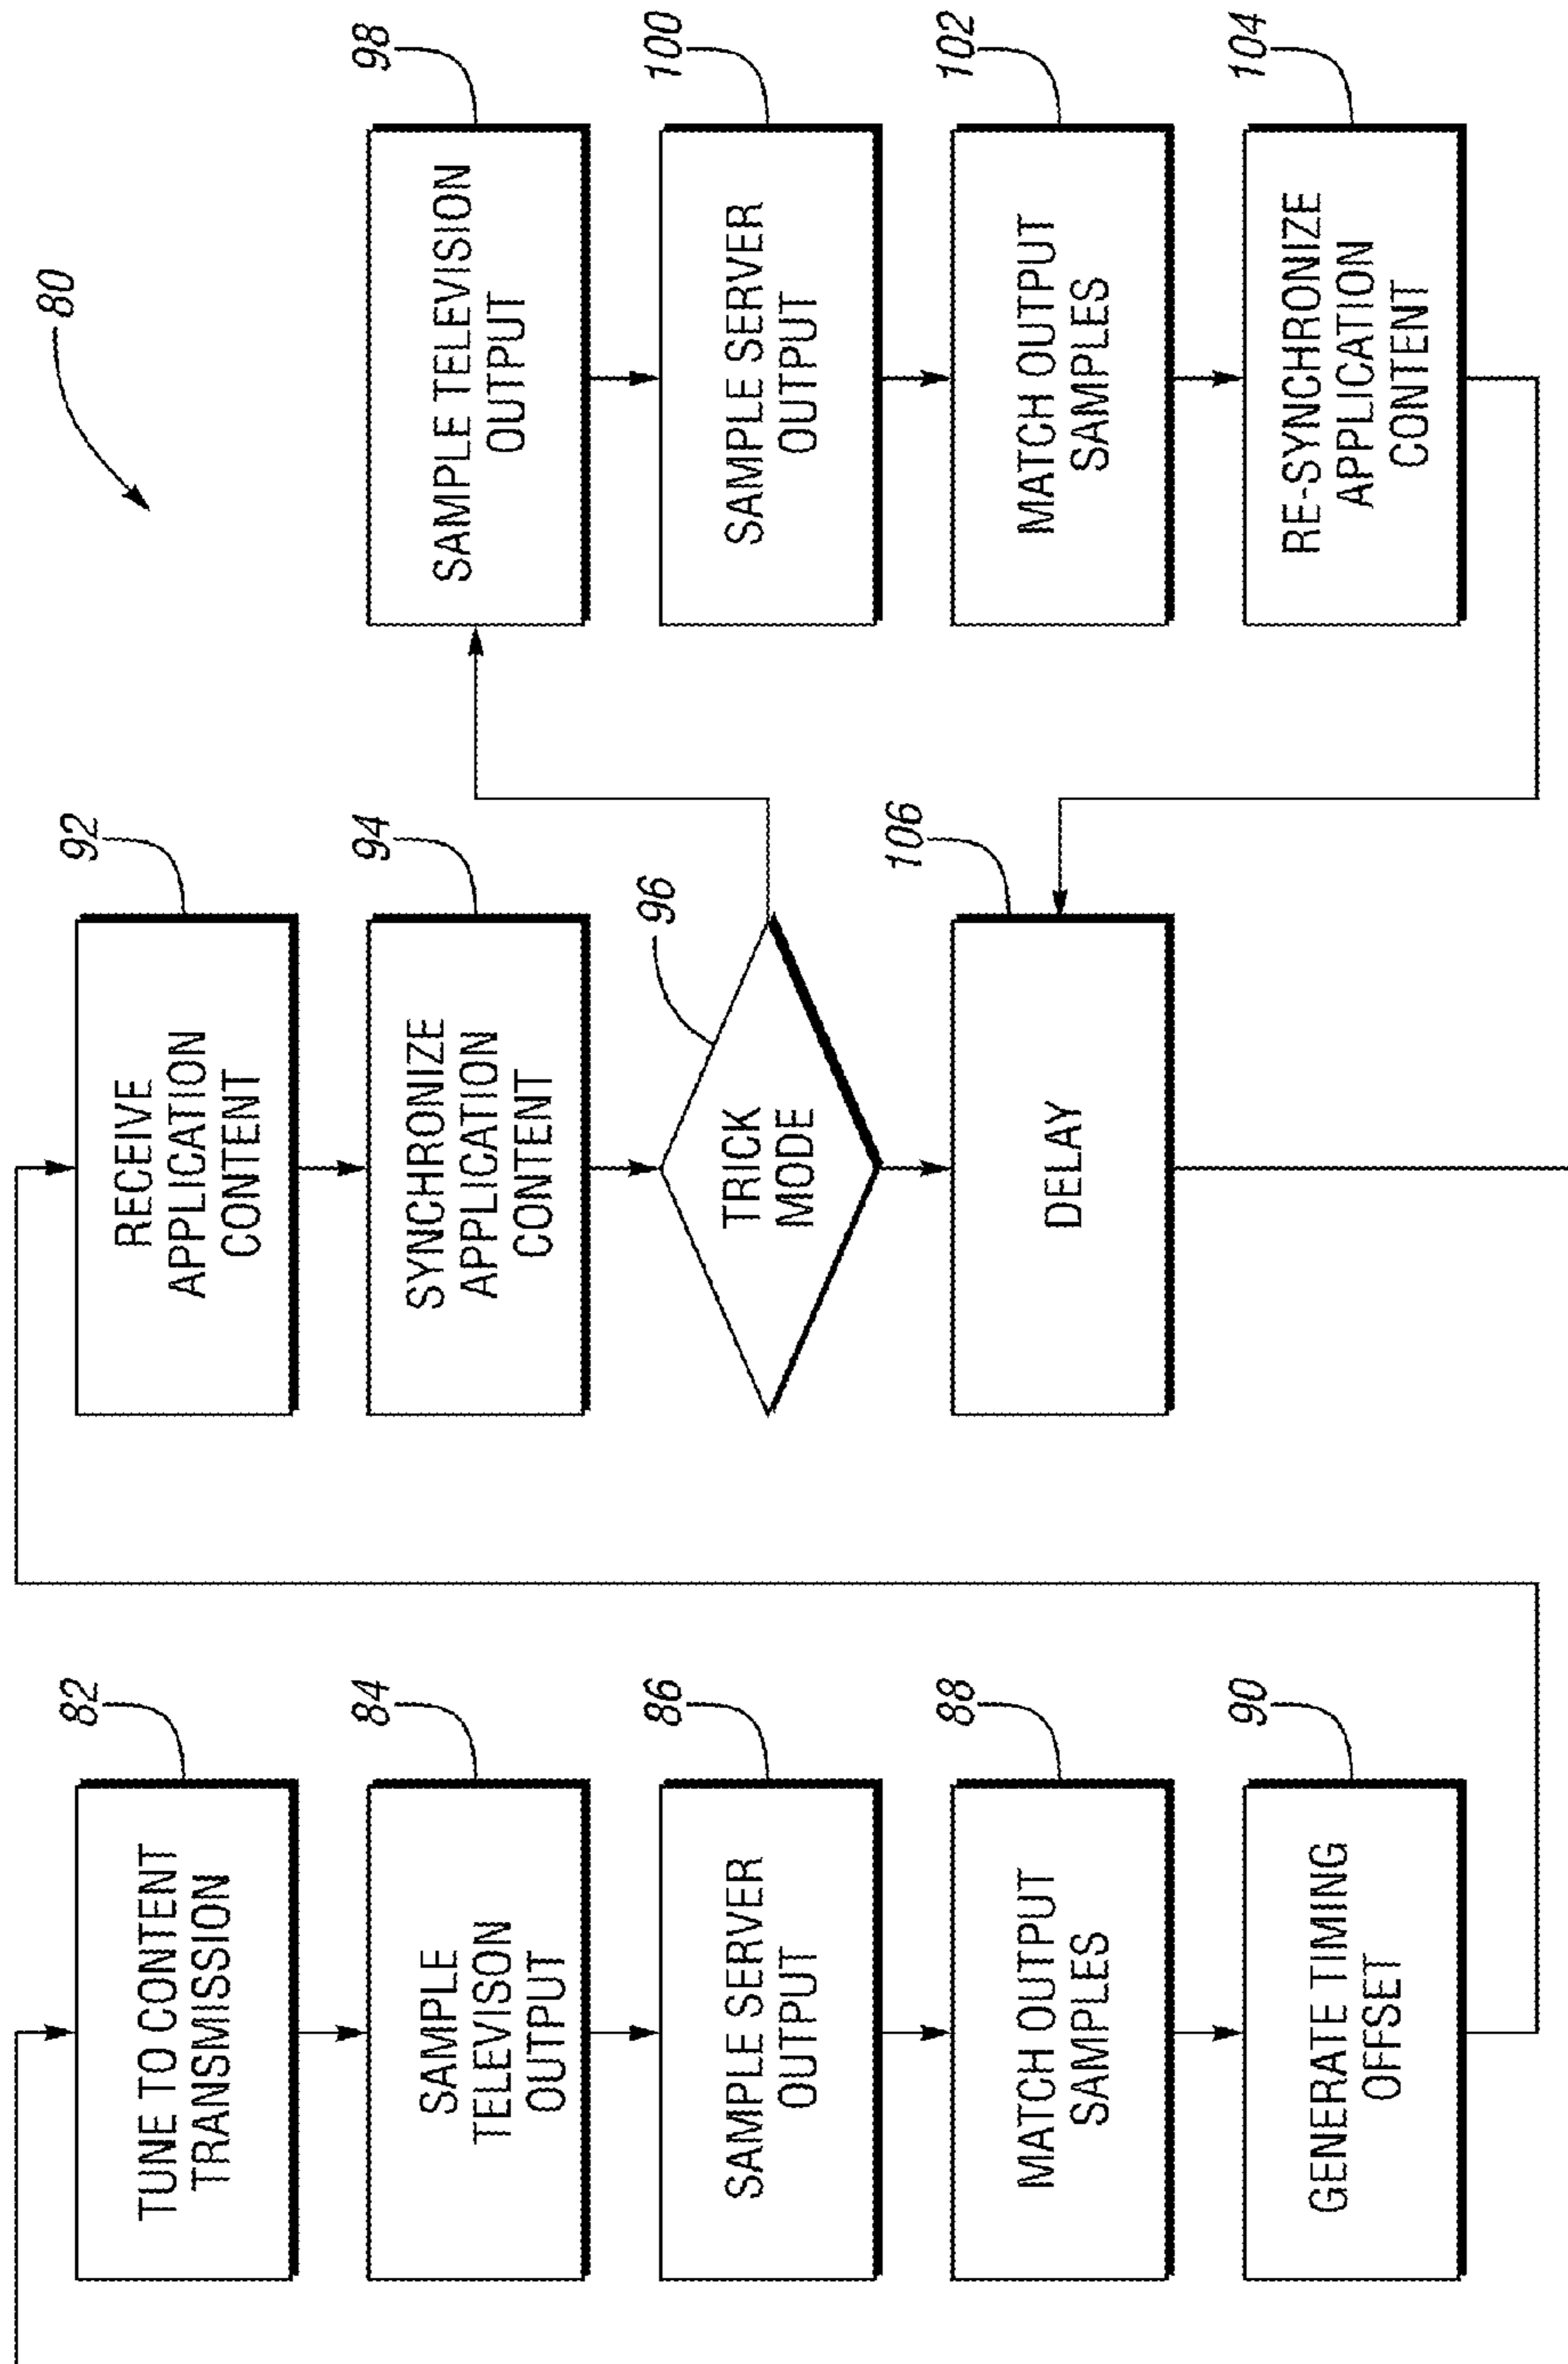 80
82
TUNE TO CONTENT
TRANSMISSION
84
SAMPLE
TELEVISON
OUTPUT
86
SAMPLE SERVER
OUTPUT
88
MATCH OUTPUT
SAMPLES
90
GENERATE TIMING
OFFSET
92
RECEIVE
APPLICATION
CONTENT
94
SYNCHRONIZE
APPLICATION
CONTENT
96
TRICK
MODE
106
DELAY
98
SAMPLE TELEVISION
OUTPUT
100
SAMPLE SERVER
OUTPUT
102
MATCH OUTPUT
SAMPLES
104
RE-SYNCHRONIZE
APPLICATION
CONTENT